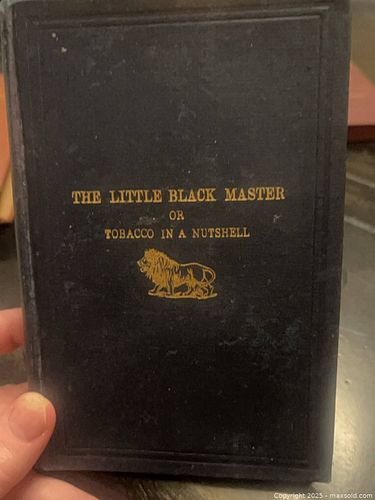 THE LITTLE BLACK MASTER
OR
TOBACCO IN A NUTSHELL
Copyright 2025 - maxsold.com